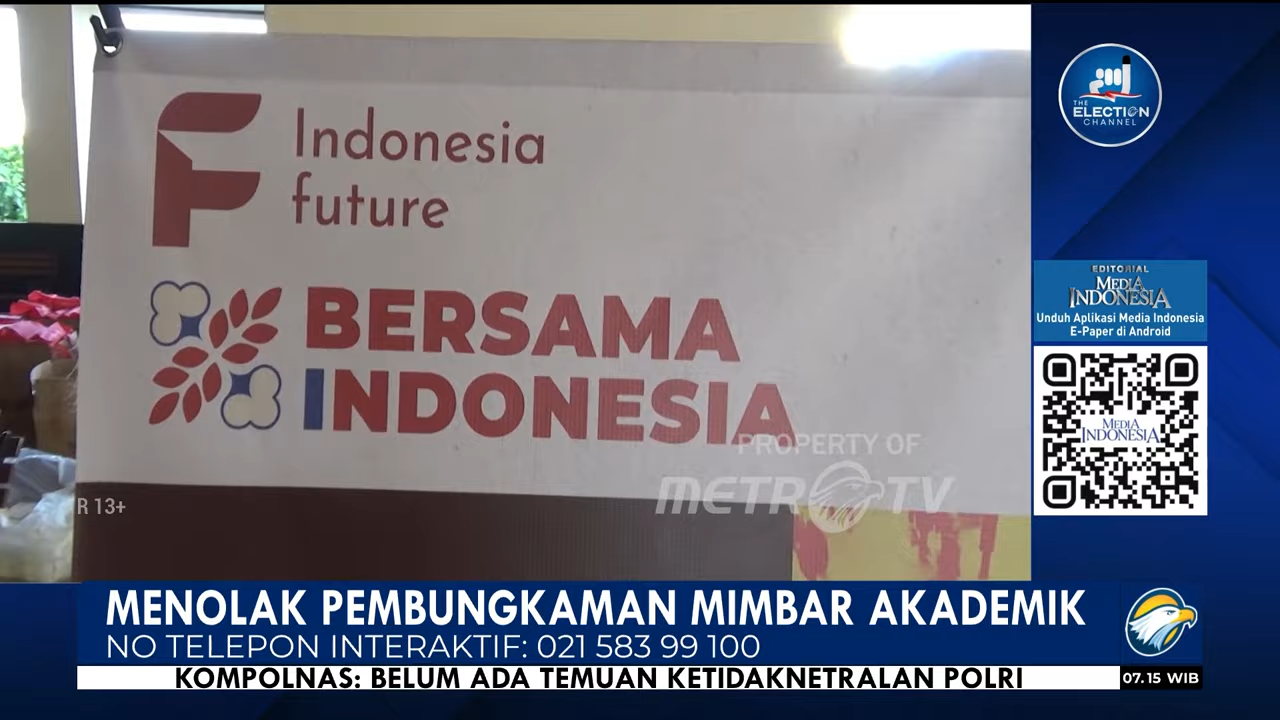 Indonesia
future
BERSAMA
INDONESIA
PROPERTY OF
METRO TV
R 13+
THE
ELECTION
CHANNEL
EDITORIAL
MEDIA
INDONESIA
Unduh Aplikasi Media Indonesia
E-Paper di Android
MEDIA
INDONESIA
MENOLAK PEMBUNGKAMAN MIMBAR AKADEMIK
NO TELEPON INTERAKTIF: 021 583 99 100
KOMPOLNAS: BELUM ADA TEMUAN KETIDAKNETRALAN POLRI
07.15 WIB